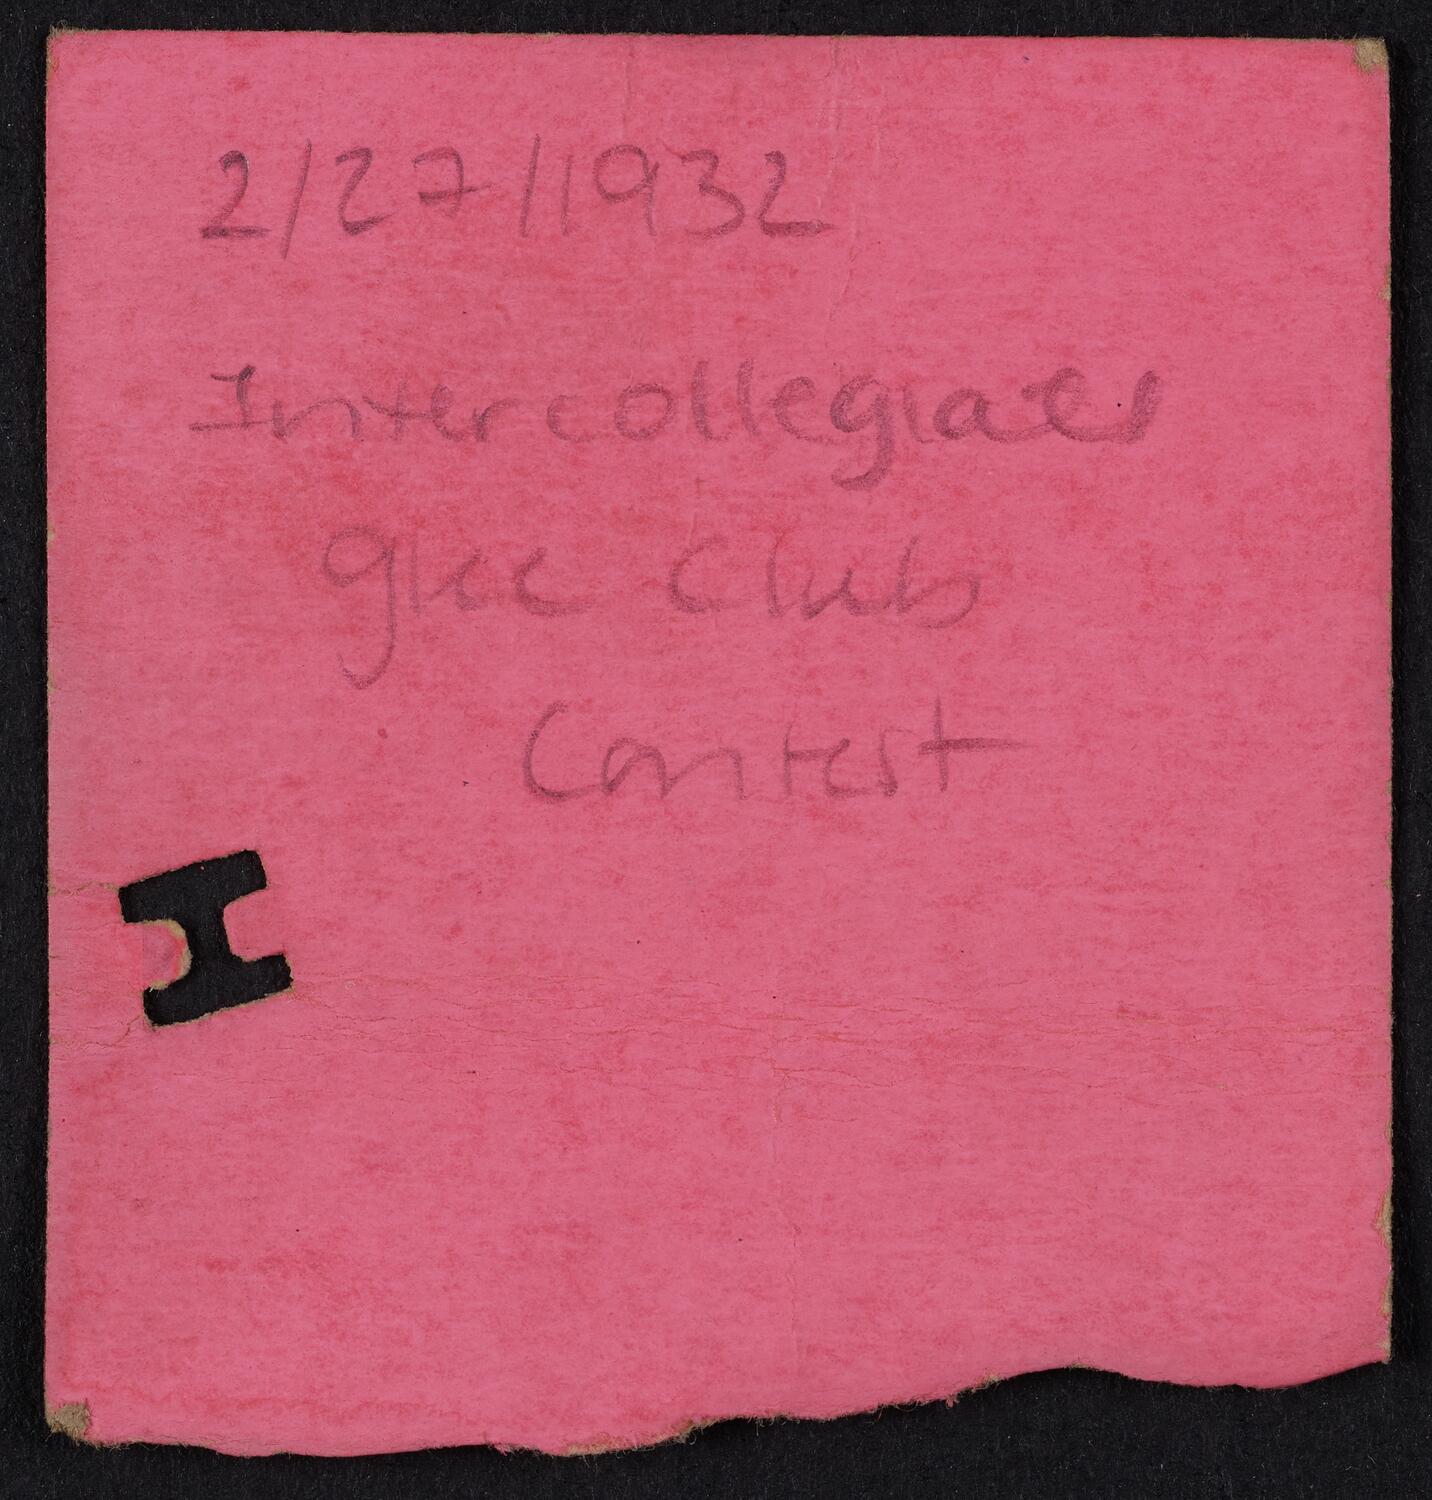 2/27/1932
Intercollegiate
glee club
Contest